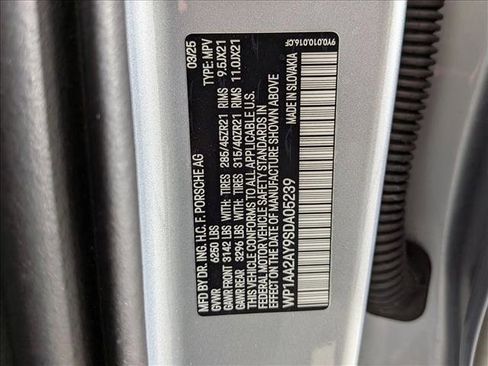 MFD BY DR. ING. H.C. F. PORSCHE AG 03/25
GVWR 6250 LBS TYPE: MPV
GAWR FRONT 3142 LBS WITH: TIRES 285/45ZR21 RIMS 9.5JX21
GAWR REAR 3296 LBS WITH: TIRES 315/40ZR21 RIMS 11.0JX21
THIS VEHICLE CONFORMS TO ALL APPLICABLE U.S.
FEDERAL MOTOR VEHICLE SAFETY STANDARDS IN
EFFECT ON THE DATE OF MANUFACTURE SHOWN ABOVE
WP1AA2AY9SDA05239 MADE IN SLOVAKIA
9Y0.010.016.CF